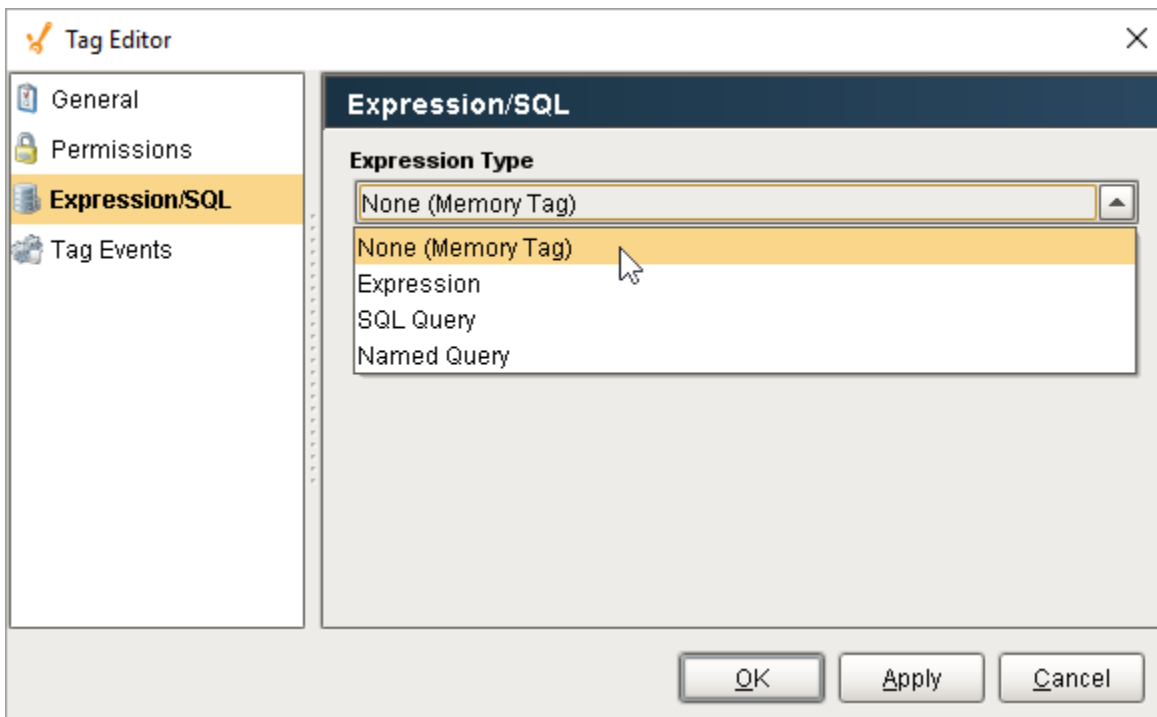 Tag Editor
General
Permissions
Expression/SQL
Tag Events
Expression/SQL
Expression Type
None (Memory Tag)
None (Memory Tag)
Expression
SQL Query
Named Query
OK
Apply
Cancel